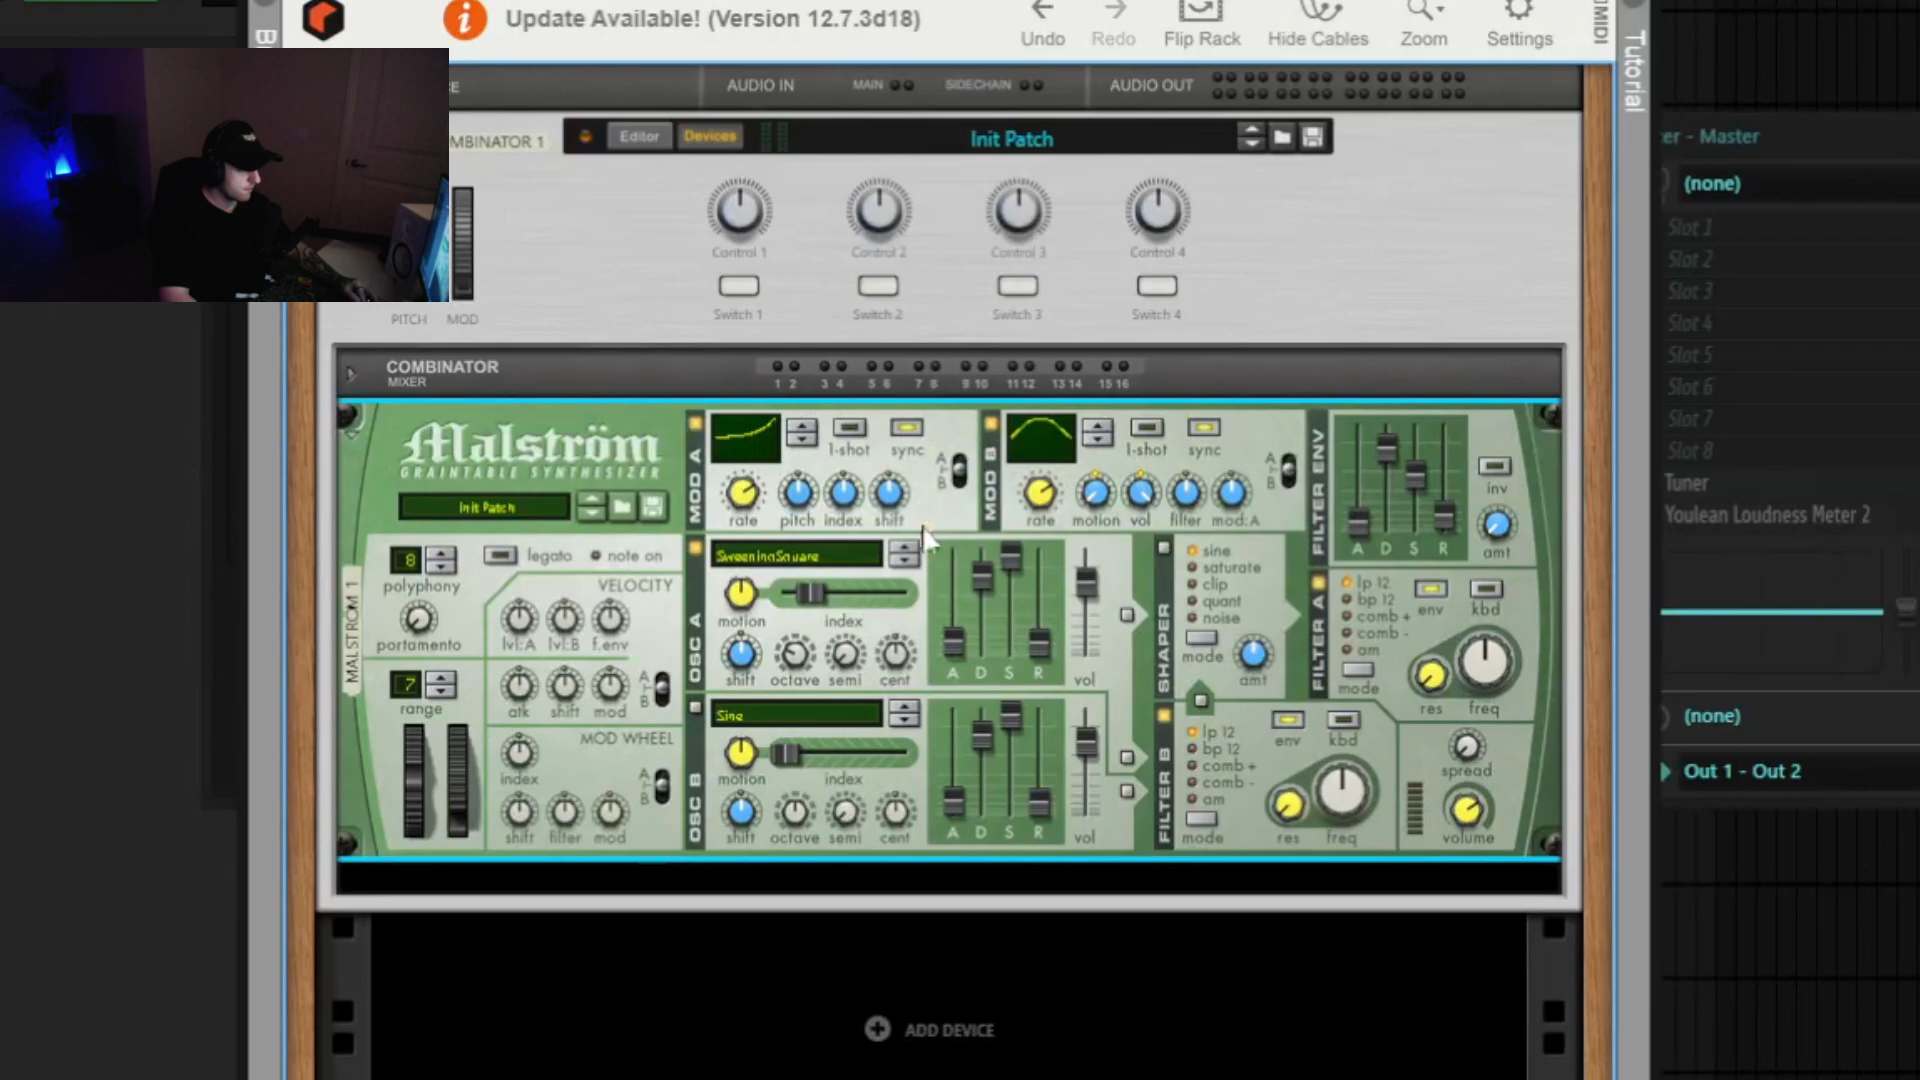 Update Available! (Version 12.7.3d18)
Undo
Redo
Flip Rack
Hide Cables
Zoom
Settings
MIDI
Tutorial
CE
AUDIO IN
MAIN
SIDECHAIN
AUDIO OUT
MBINATOR 1
Editor
Devices
Init Patch
Control 1
Control 2
Control 3
Control 4
Switch 1
Switch 2
Switch 3
Switch 4
PITCH
MOD
COMBINATOR
MIXER
1 2 3 4 5 6 7 8 9 10 11 12 13 14 15 16
Malström
GRAINTABLE SYNTHESIZER
Init Patch
MALSTROM 1
8
polyphony
legato
note on
portamento
VELOCITY
lvl:A
lvl:B
f.env
atk
shift
mod
A
B
7
range
MOD WHEEL
index
shift
filter
mod
A
B
MOD A
1-shot
sync
A
B
rate
pitch
index
shift
MOD B
1-shot
sync
A
B
rate
motion
vol
filter
mod:A
FILTER ENV
A D S R
inv
amt
OSC A
SweepingSquare
motion
index
shift
octave
semi
cent
A D S R
vol
OSC B
Sine
motion
index
shift
octave
semi
cent
A D S R
vol
SHAPER
sine
saturate
clip
quant
noise
mode
amt
FILTER A
lp 12
bp 12
comb +
comb -
am
mode
env
kbd
res
freq
FILTER B
lp 12
bp 12
comb +
comb -
am
mode
env
kbd
res
freq
spread
volume
ADD DEVICE
er - Master
(none)
Slot 1
Slot 2
Slot 3
Slot 4
Slot 5
Slot 6
Slot 7
Slot 8
Tuner
Youlean Loudness Meter 2
(none)
Out 1 - Out 2